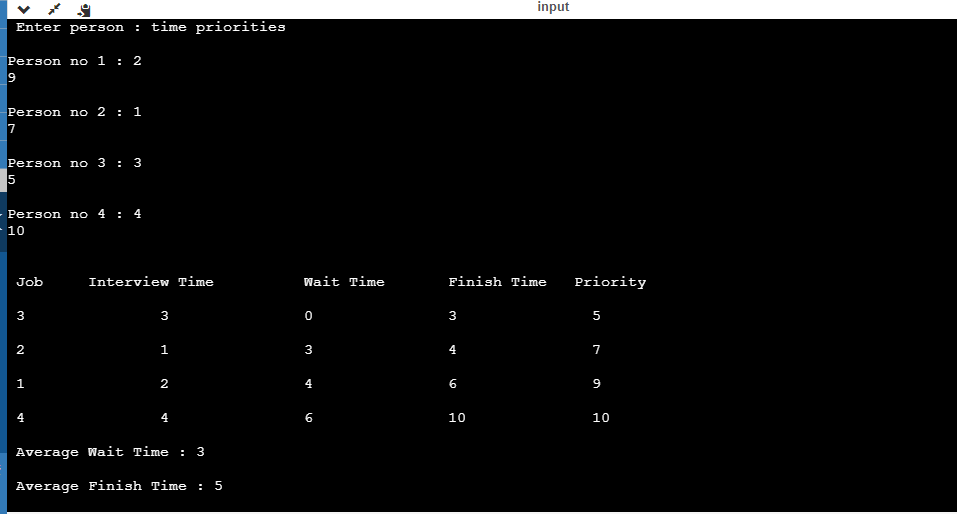 input
Enter person : time priorities
Person no 1 : 2
9
Person no 2 : 1
7
Person no 3 : 3
5
Person no 4 : 4
10
Job Interview Time Wait Time Finish Time Priority
3 3 0 3 5
2 1 3 4 7
1 2 4 6 9
4 4 6 10 10
Average Wait Time : 3
Average Finish Time : 5